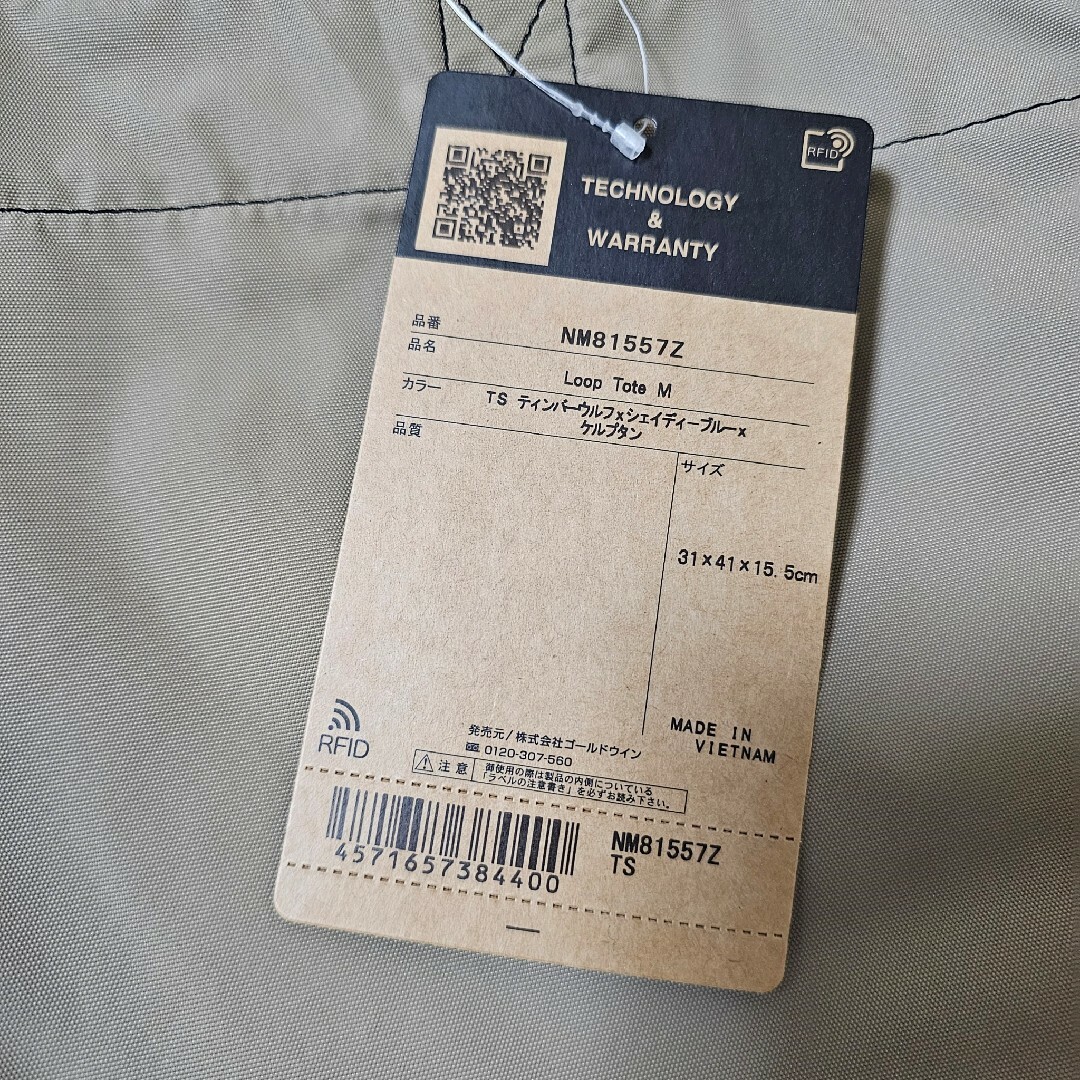 RFID
TECHNOLOGY
&
WARRANTY
品番
NM81557Z
品名
Loop Tote M
カラー
TS ティンバーウルフxシェイディーブルーx
ケルプタン
品質
サイズ
31×41×15.5cm
MADE IN
VIETNAM
RFID
発売元/株式会社ゴールドウイン
0120-307-560
注意
御使用の際は製品の内側についている
「ラベルの注意書き」を必ずお読み下さい。
4571657384400
NM81557Z
TS